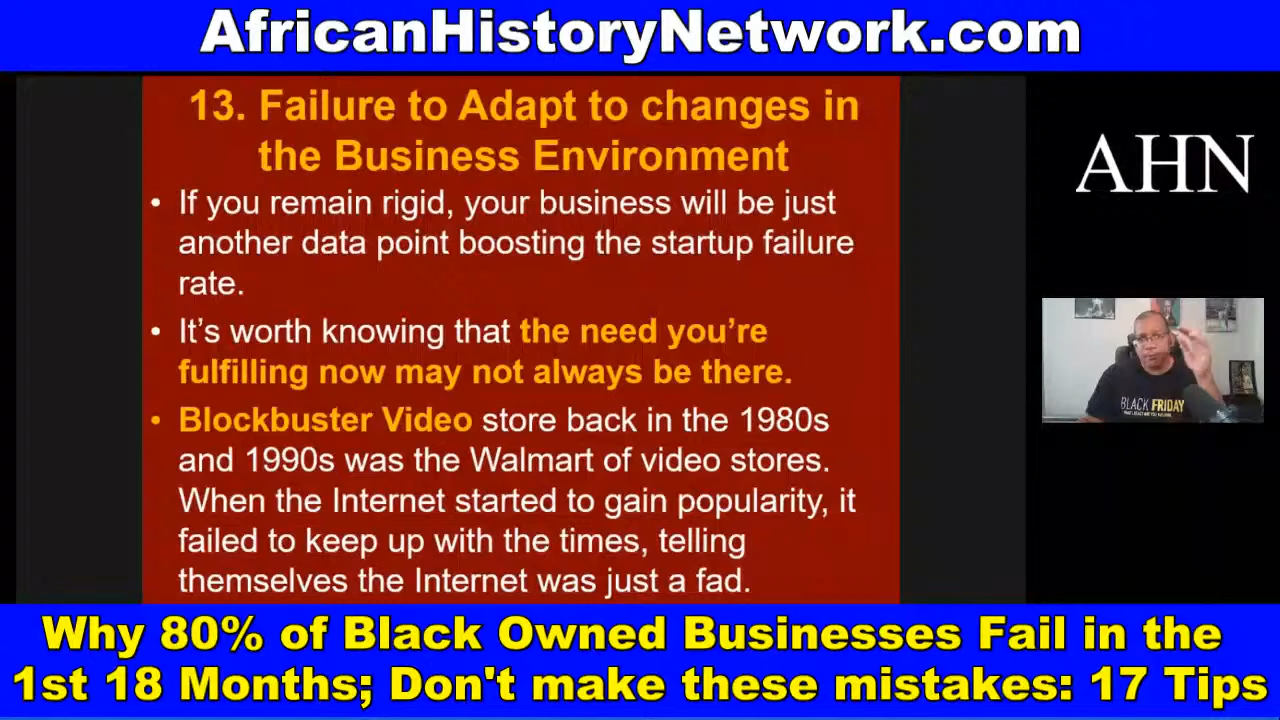 AfricanHistoryNetwork.com
13. Failure to Adapt to changes in
the Business Environment
• If you remain rigid, your business will be just
another data point boosting the startup failure
rate.
• It's worth knowing that the need you're
fulfilling now may not always be there.
• Blockbuster Video store back in the 1980s
and 1990s was the Walmart of video stores.
When the Internet started to gain popularity, it
failed to keep up with the times, telling
themselves the Internet was just a fad.
AHN
BLACK FRIDAY
Why 80% of Black Owned Businesses Fail in the
1st 18 Months; Don't make these mistakes: 17 Tips